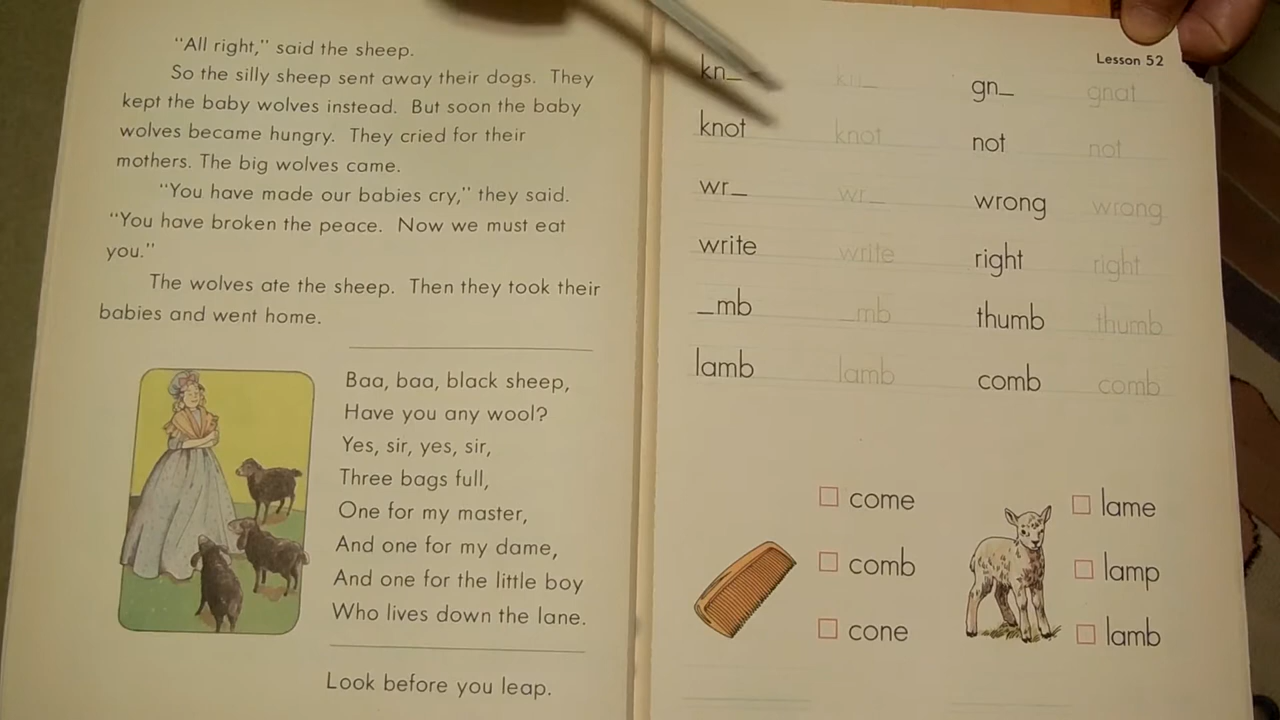 "All right," said the sheep.
So the silly sheep sent away their dogs. They
kept the baby wolves instead. But soon the baby
wolves became hungry. They cried for their
mothers. The big wolves came.
"You have made our babies cry," they said.
"You have broken the peace. Now we must eat
you."
The wolves ate the sheep. Then they took their
babies and went home.
Baa, baa, black sheep,
Have you any wool?
Yes, sir, yes, sir,
Three bags full,
One for my master,
And one for my dame,
And one for the little boy
Who lives down the lane.
Look before you leap.
Lesson 52
kn_ kn_ gn_ gnat
knot knot not not
wr_ wr_ wrong wrong
write write right right
_mb _mb thumb thumb
lamb lamb comb comb
come lame
comb lamp
cone lamb